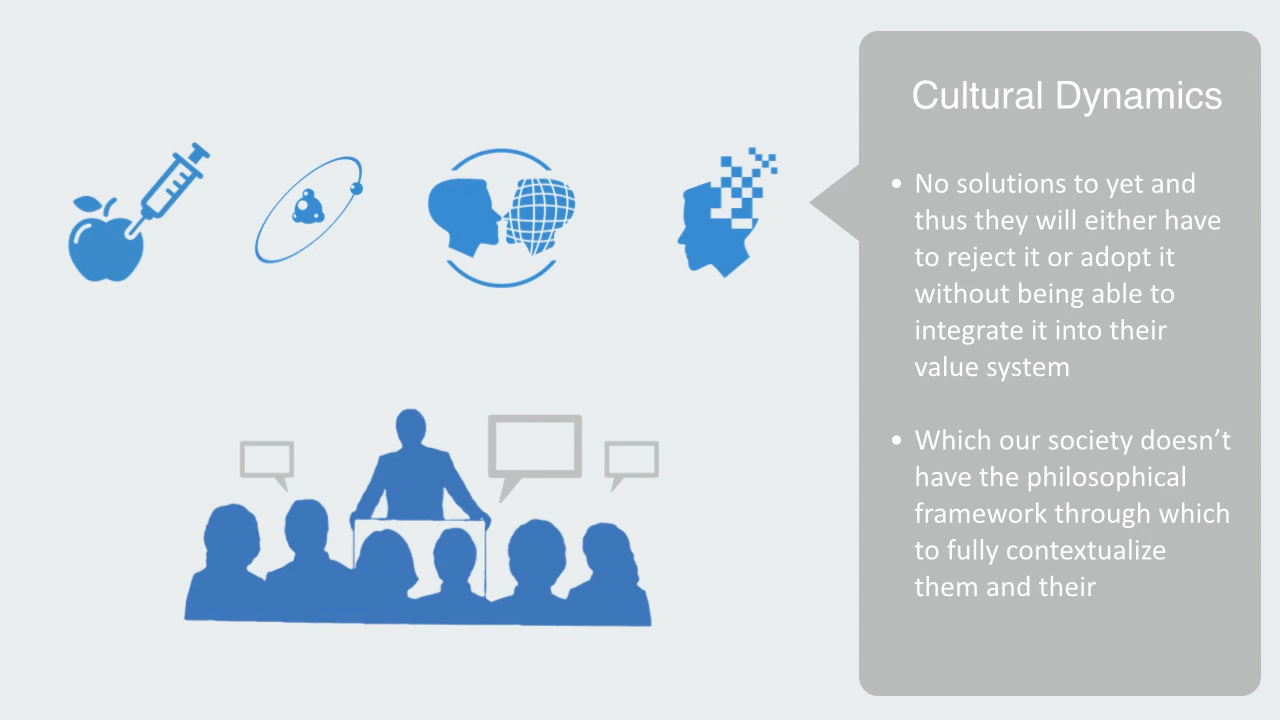 Cultural Dynamics
• No solutions to yet and
thus they will either have
to reject it or adopt it
without being able to
integrate it into their
value system
• Which our society doesn’t
have the philosophical
framework through which
to fully contextualize
them and their